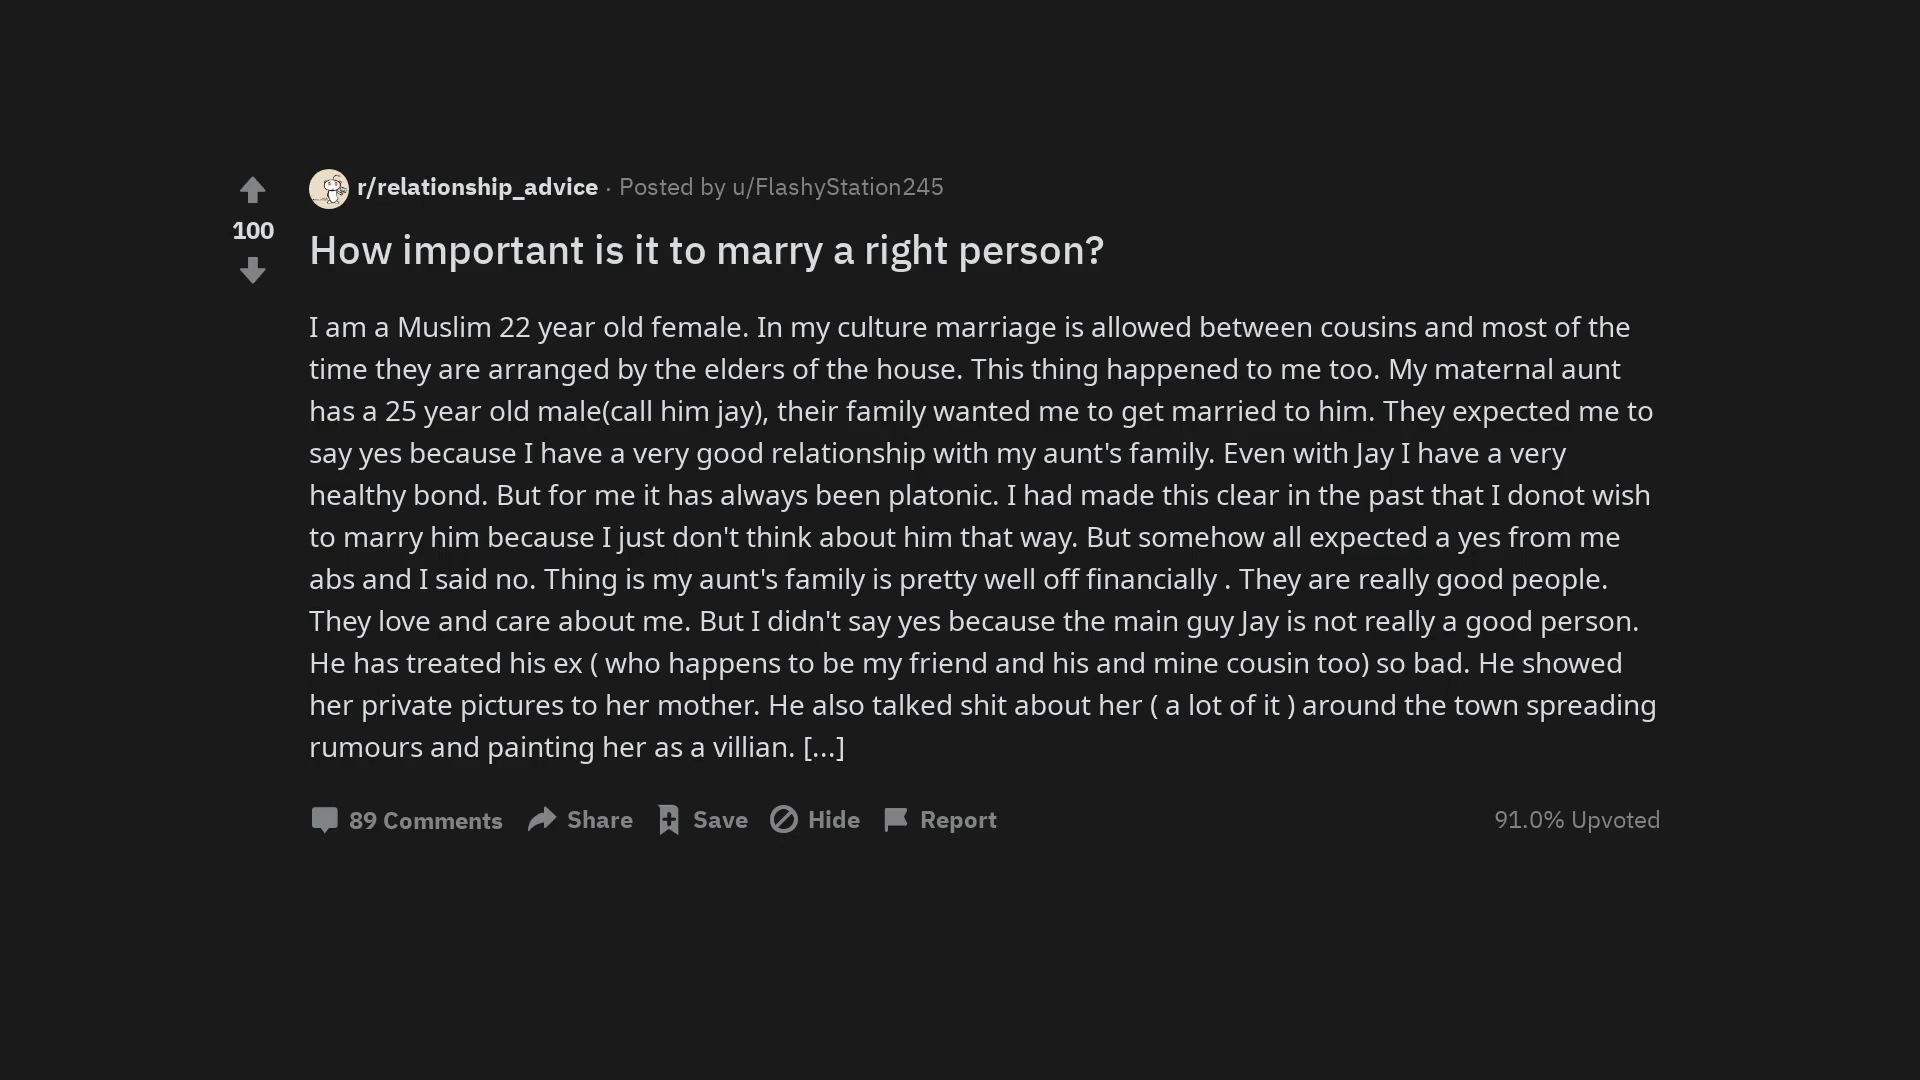 r/relationship_advice · Posted by u/FlashyStation245
100
How important is it to marry a right person?
I am a Muslim 22 year old female. In my culture marriage is allowed between cousins and most of the
time they are arranged by the elders of the house. This thing happened to me too. My maternal aunt
has a 25 year old male(call him jay), their family wanted me to get married to him. They expected me to
say yes because I have a very good relationship with my aunt's family. Even with Jay I have a very
healthy bond. But for me it has always been platonic. I had made this clear in the past that I donot wish
to marry him because I just don't think about him that way. But somehow all expected a yes from me
abs and I said no. Thing is my aunt's family is pretty well off financially . They are really good people.
They love and care about me. But I didn't say yes because the main guy Jay is not really a good person.
He has treated his ex ( who happens to be my friend and his and mine cousin too) so bad. He showed
her private pictures to her mother. He also talked shit about her ( a lot of it ) around the town spreading
rumours and painting her as a villian. [...]
89 Comments Share Save Hide Report 91.0% Upvoted